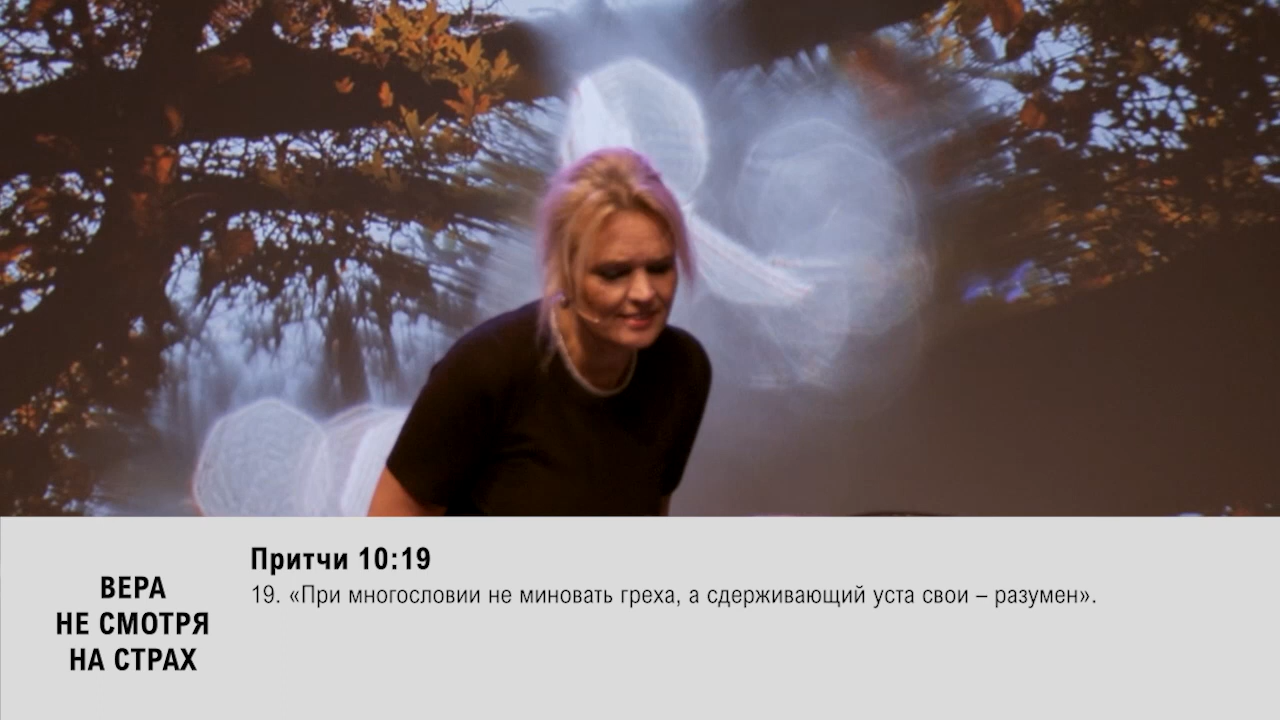 Притчи 10:19
19. «При многословии не миновать греха, а сдерживающий уста свои – разумен».
ВЕРА
НЕ СМОТРЯ
НА СТРАХ